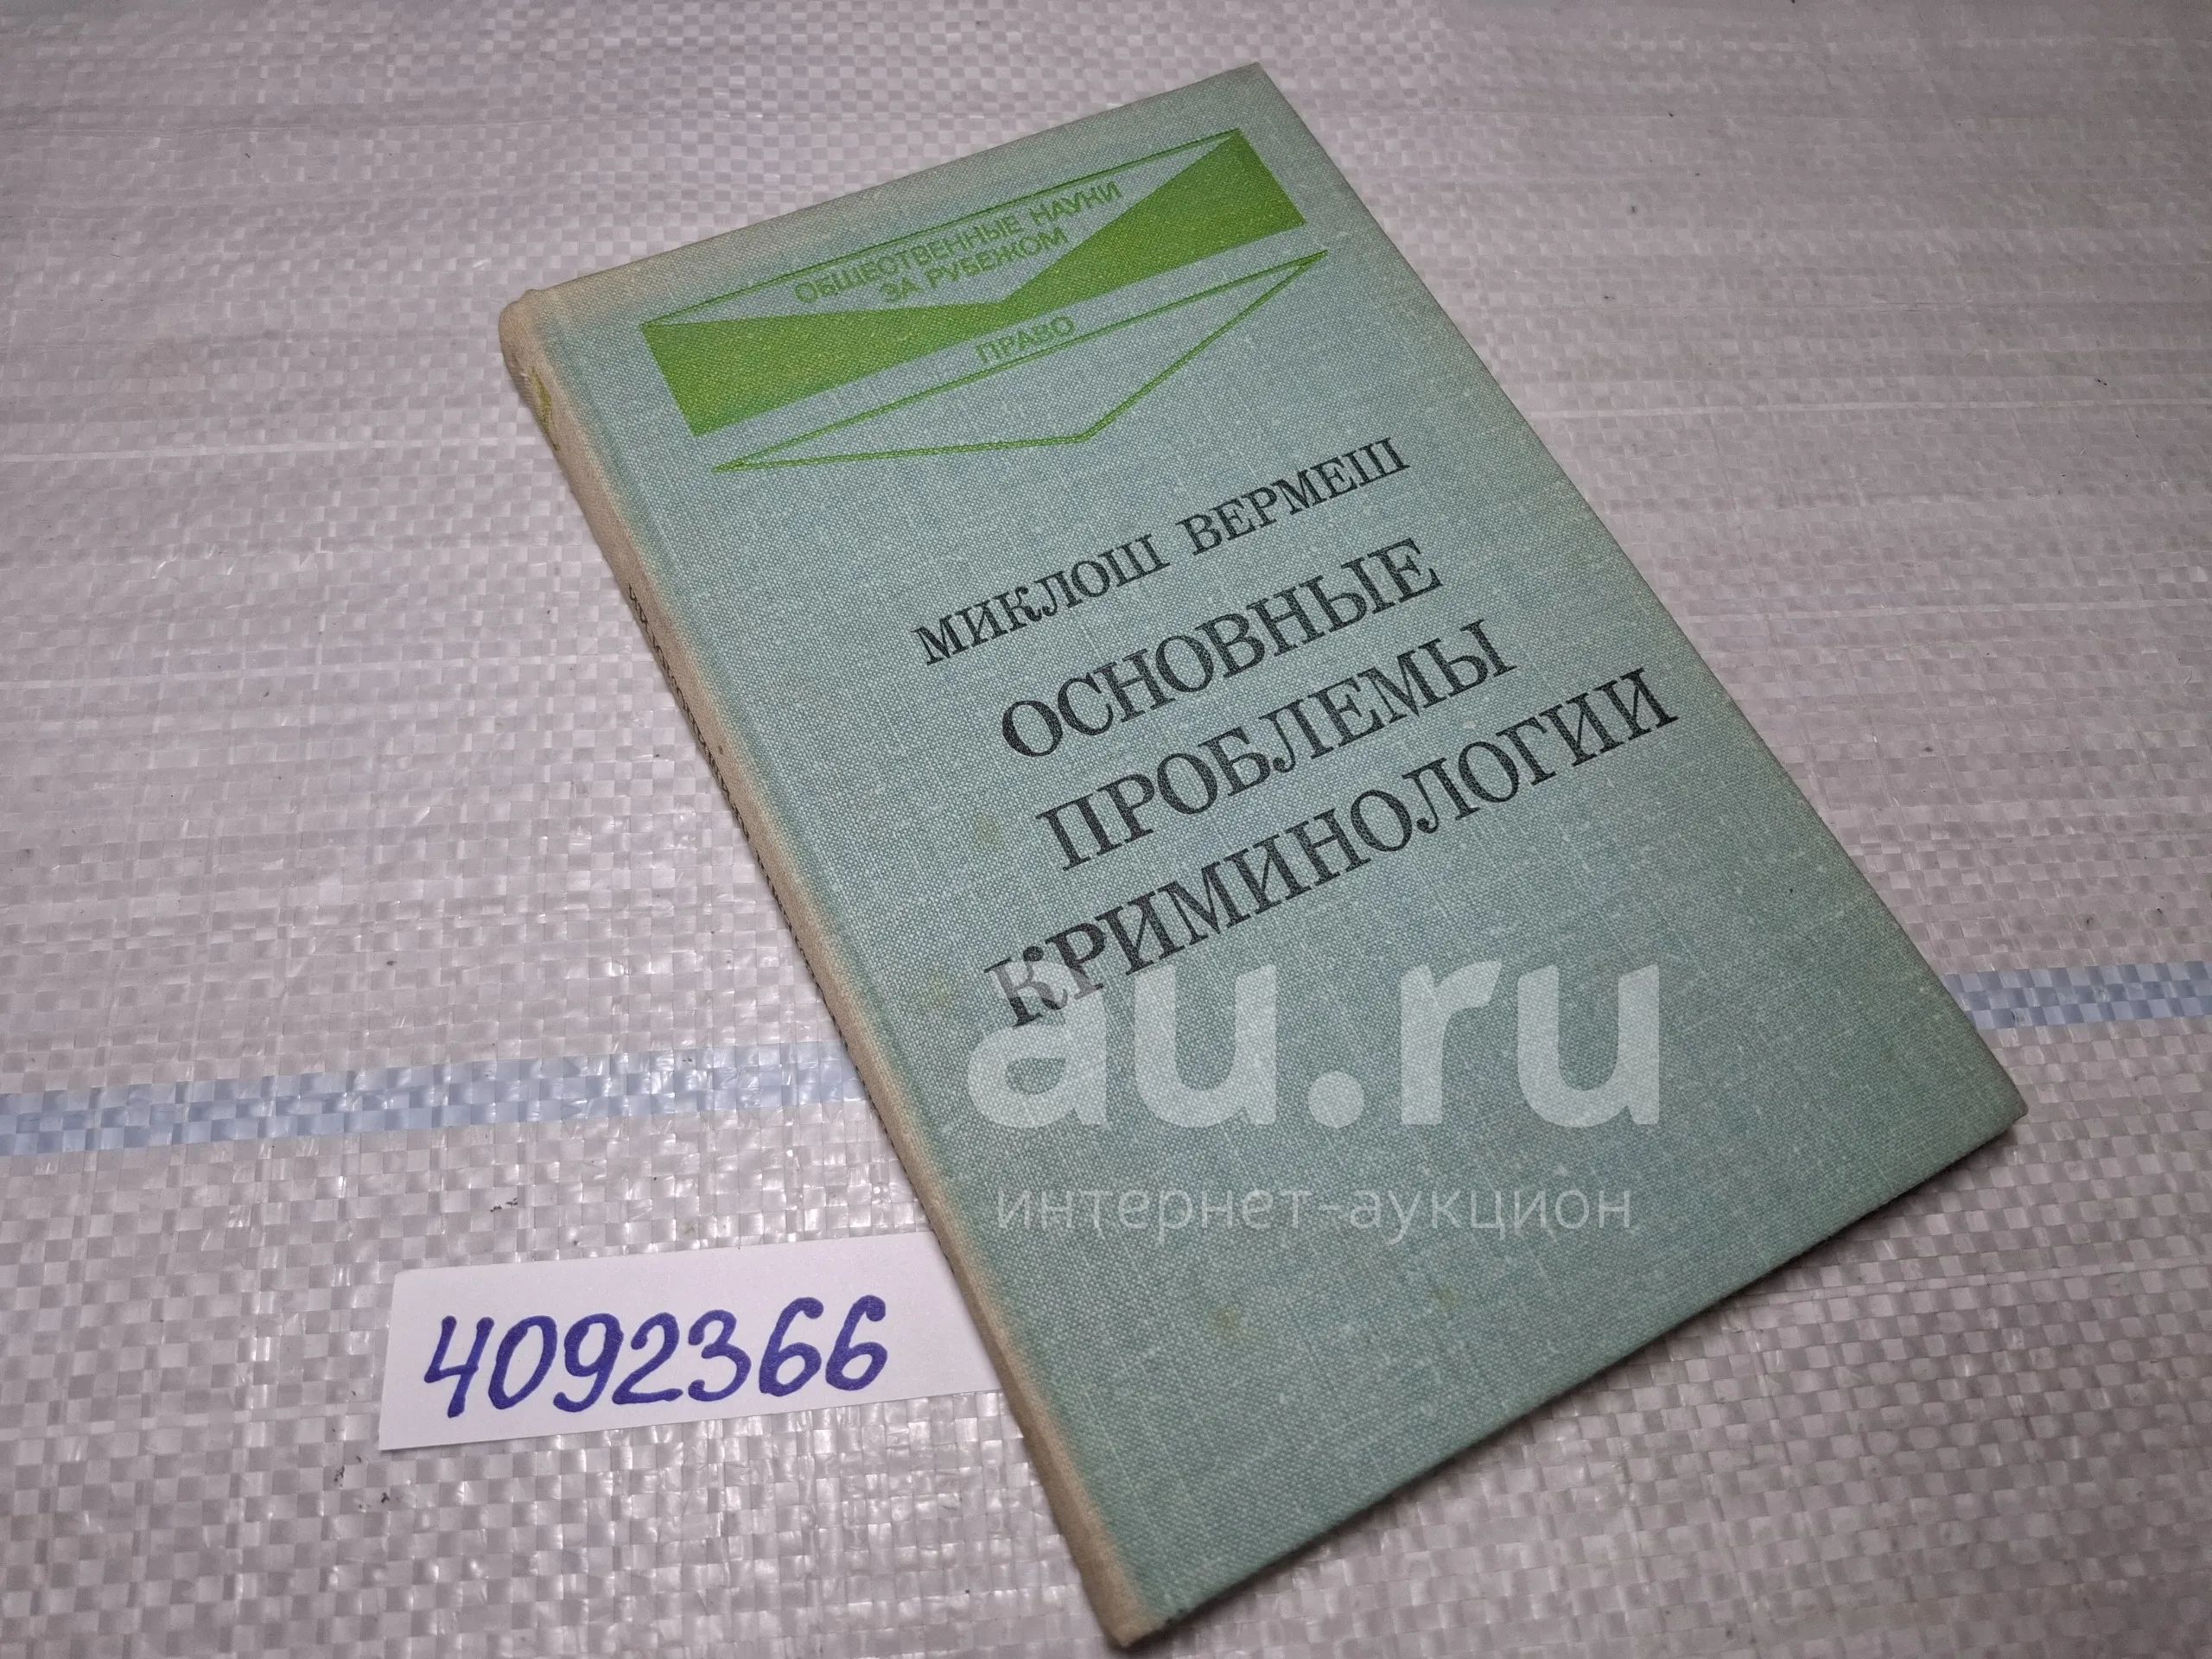 ОБЩЕСТВЕННЫЕ НАУКИ
ЗА РУБЕЖОМ
ПРАВО
МИКЛОШ ВЕРМЕШ
ОСНОВНЫЕ
ПРОБЛЕМЫ
КРИМИНОЛОГИИ
au.ru
интернет-аукцион
4092366